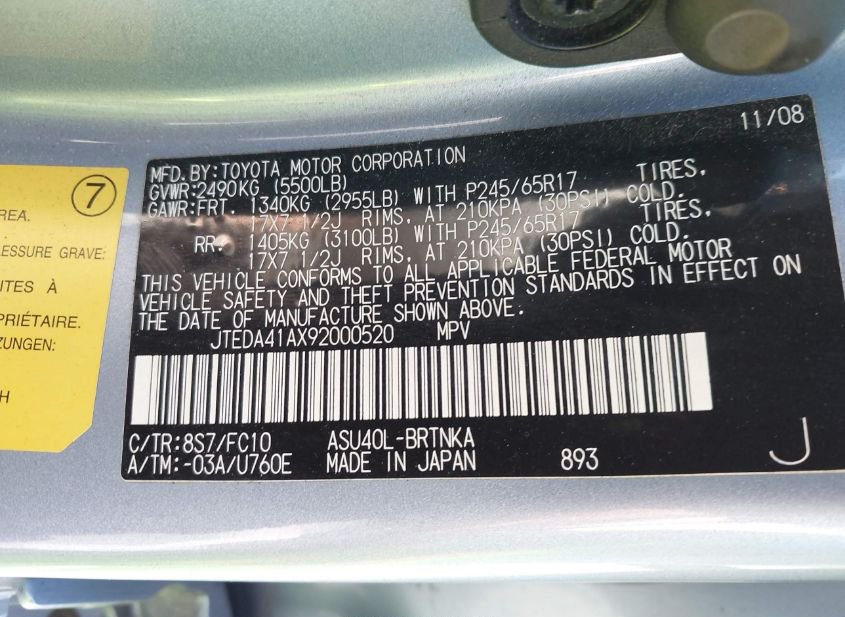 11/08
MFD. BY:TOYOTA MOTOR CORPORATION
GVWR:2490KG (5500LB)
GAWR:FRT. 1340KG (2955LB) WITH P245/65R17 TIRES,
17X7 1/2J RIMS, AT 210KPA (30PSI) COLD.
RR. 1405KG (3100LB) WITH P245/65R17 TIRES,
17X7 1/2J RIMS, AT 210KPA (30PSI) COLD.
THIS VEHICLE CONFORMS TO ALL APPLICABLE FEDERAL MOTOR
VEHICLE SAFETY AND THEFT PREVENTION STANDARDS IN EFFECT ON
THE DATE OF MANUFACTURE SHOWN ABOVE.
JTEDA41AX92000520 MPV
C/TR:8S7/FC10 ASU40L-BRTNKA
A/TM:-03A/U760E MADE IN JAPAN 893 J
7
REA.
LESSURE GRAVE:
ITES À
PRIÉTAIRE.
ZUNGEN:
H